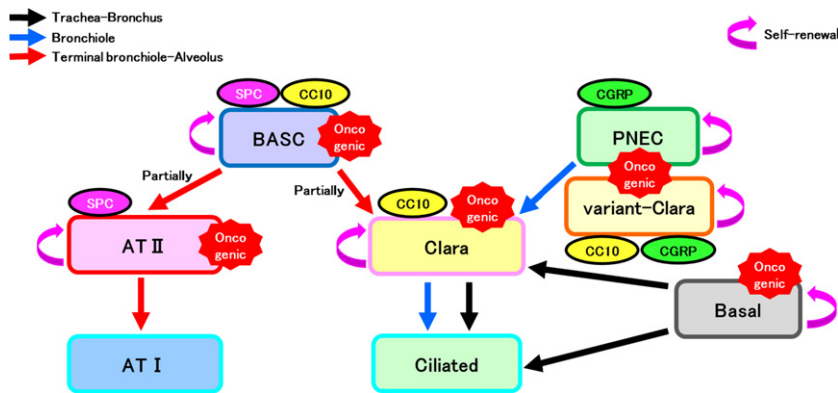 Trachea-Bronchus
Bronchiole
Terminal bronchiole-Alveolus
Self-renewal
SPC
CC10
CGRP
BASC
Onco
genic
PNEC
Partially
Partially
Onco
genic
SPC
CC10
Onco
genic
variant-Clara
AT Ⅱ
Onco
genic
Clara
CC10
CGRP
Onco
genic
Basal
AT Ⅰ
Ciliated